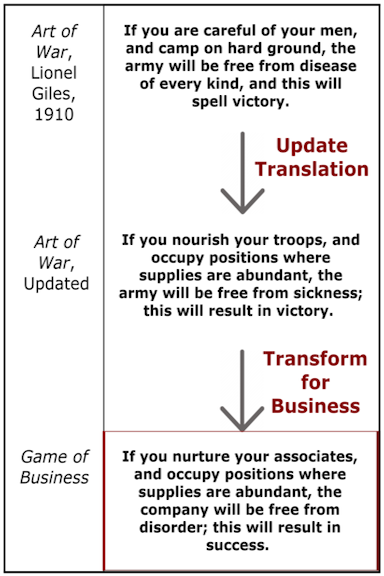 Art of
War,
Lionel
Giles,
1910
If you are careful of your men,
and camp on hard ground, the
army will be free from disease
of every kind, and this will
spell victory.
Update
Translation
Art of
War,
Updated
If you nourish your troops, and
occupy positions where
supplies are abundant, the
army will be free from sickness;
this will result in victory.
Transform
for
Business
Game of
Business
If you nurture your associates,
and occupy positions where
supplies are abundant, the
company will be free from
disorder; this will result in
success.